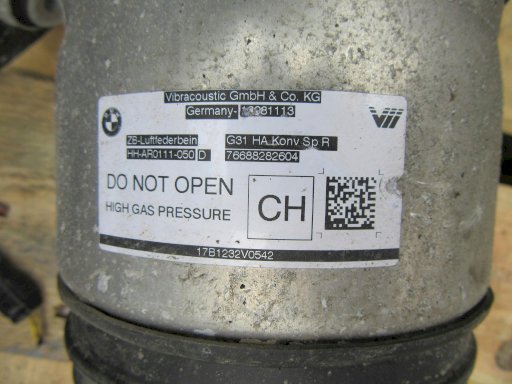 Vibracoustic GmbH & Co. KG
Germany- 13081113
ZB-Luftfederbein G31 HA Konv Sp R
HH-AR0111-050 D 76688282604
DO NOT OPEN
HIGH GAS PRESSURE
CH
17B1232V0542